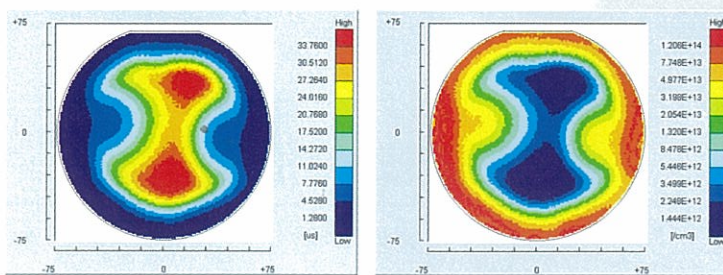 +75
0
-75
-75
0
+75
High
33.7600
30.5120
27.2640
24.0160
20.7680
17.5200
14.2720
11.0240
7.7760
4.5280
1.2800
[us]
Low
+75
0
-75
-75
0
+75
High
1.206E+14
7.748E+13
4.977E+13
3.198E+13
2.054E+13
1.320E+13
8.476E+12
5.446E+12
3.499E+12
2.248E+12
1.444E+12
[/cm3]
Low